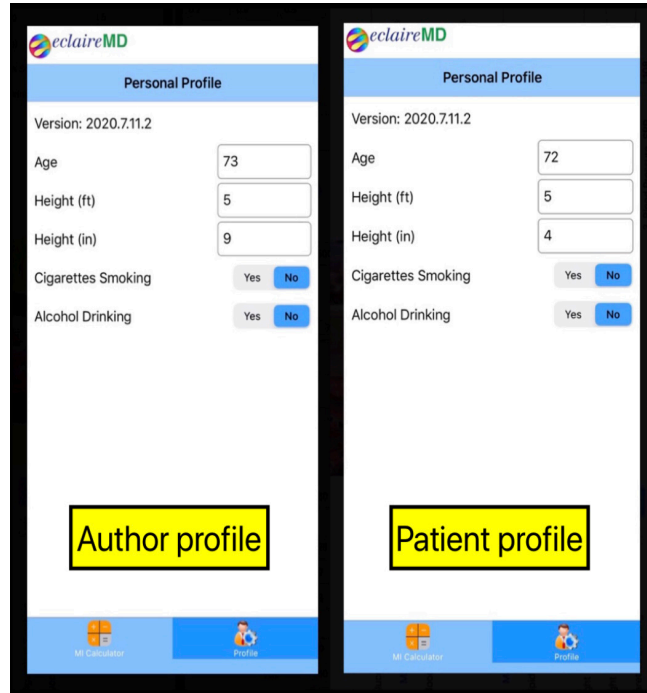 eclaireMD
Personal Profile
Version: 2020.7.11.2
Age 73
Height (ft) 5
Height (in) 9
Cigarettes Smoking Yes No
Alcohol Drinking Yes No
Author profile
MI Calculator Profile
eclaireMD
Personal Profile
Version: 2020.7.11.2
Age 72
Height (ft) 5
Height (in) 4
Cigarettes Smoking Yes No
Alcohol Drinking Yes No
Patient profile
MI Calculator Profile